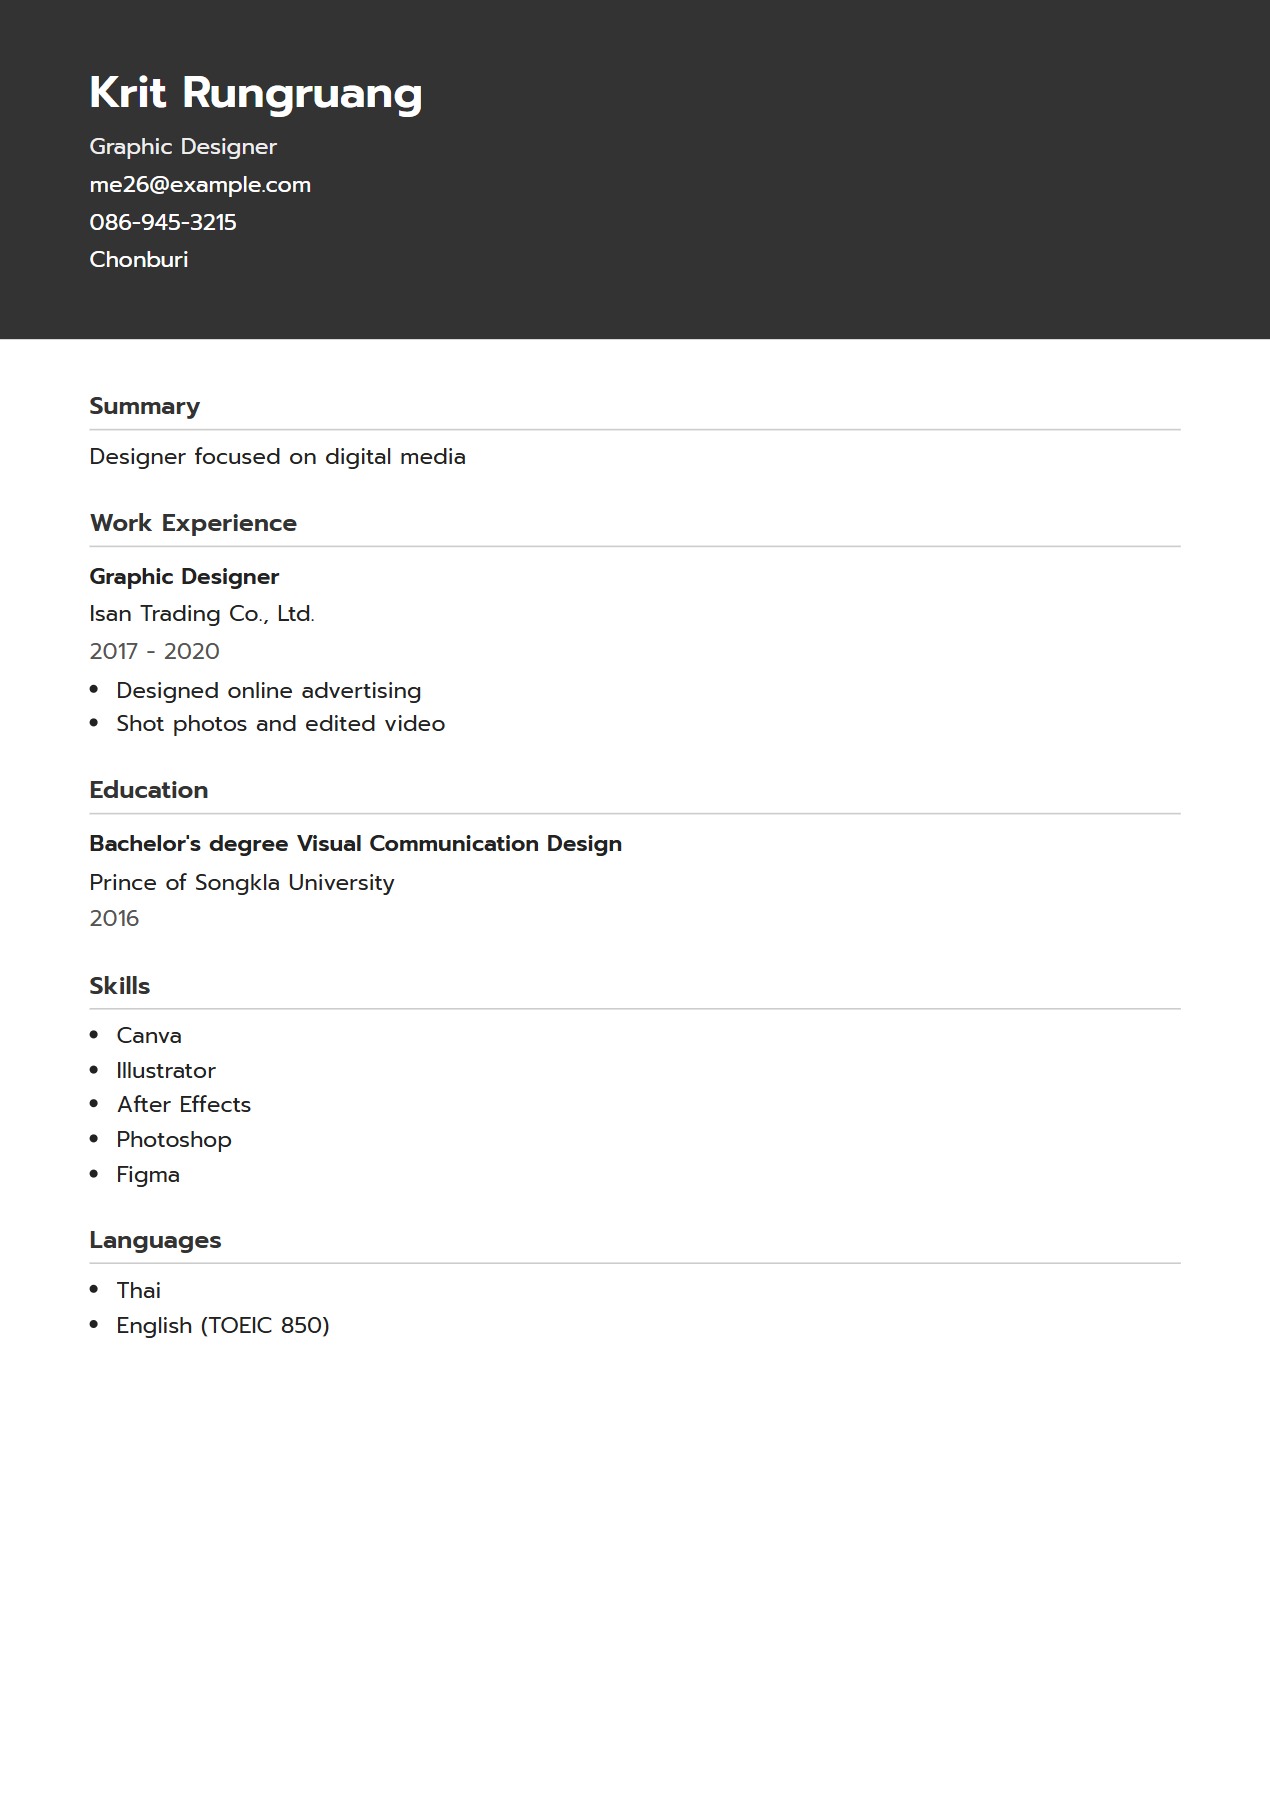 Krit Rungruang
Graphic Designer
me26@example.com
086-945-3215
Chonburi
Summary
Designer focused on digital media
Work Experience
Graphic Designer
Isan Trading Co., Ltd.
2017 - 2020
• Designed online advertising
• Shot photos and edited video
Education
Bachelor's degree Visual Communication Design
Prince of Songkla University
2016
Skills
• Canva
• Illustrator
• After Effects
• Photoshop
• Figma
Languages
• Thai
• English (TOEIC 850)